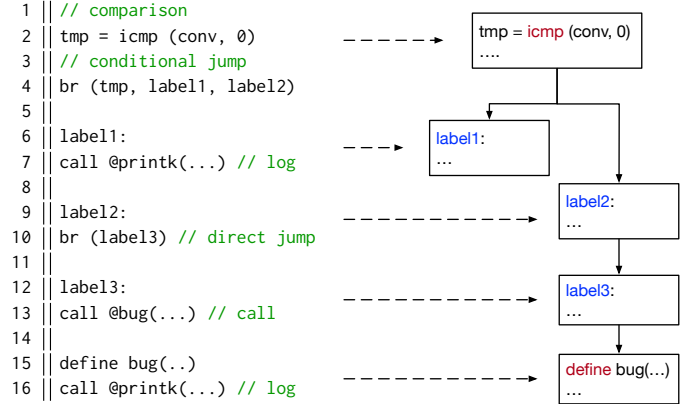 1 // comparison
2 tmp = icmp (conv, 0)
3 // conditional jump
4 br (tmp, label1, label2)
5
6 label1:
7 call @printk(...) // log
8
9 label2:
10 br (label3) // direct jump
11
12 label3:
13 call @bug(...) // call
14
15 define bug(..)
16 call @printk(...) // log
tmp = icmp (conv, 0)
....
label1:
...
label2:
...
label3:
...
define bug(...)
...